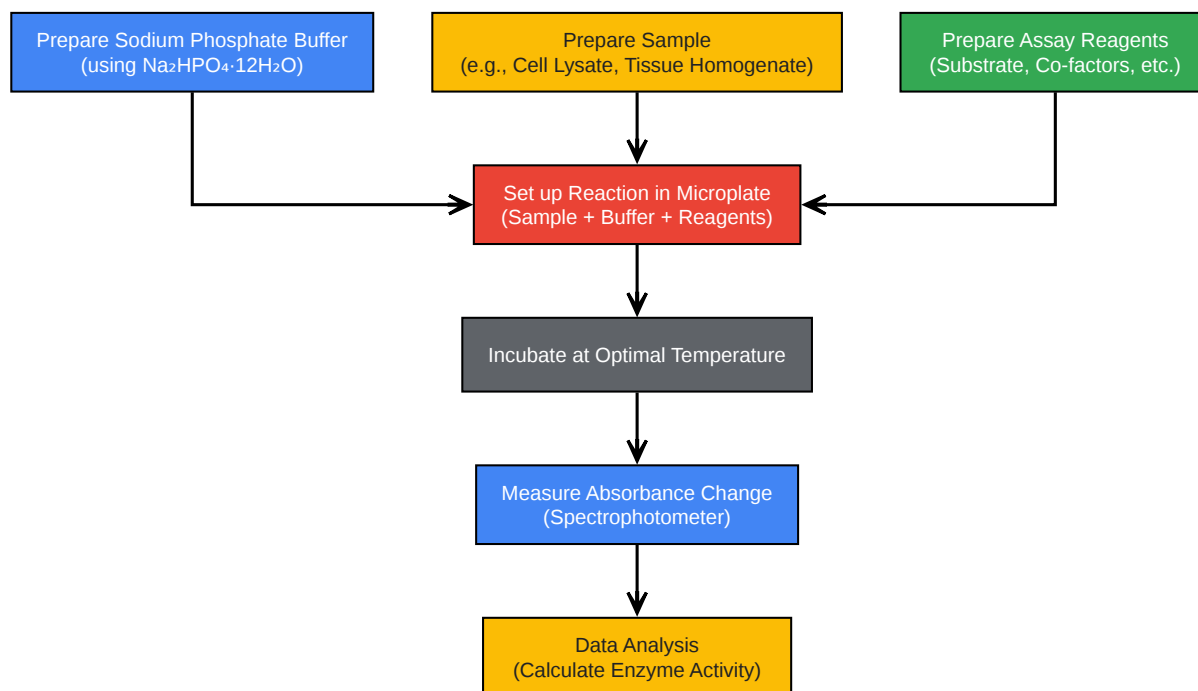 Prepare Sodium Phosphate Buffer
(using Na₂HPO₄·12H₂O)
Prepare Sample
(e.g., Cell Lysate, Tissue Homogenate)
Prepare Assay Reagents
(Substrate, Co-factors, etc.)
Set up Reaction in Microplate
(Sample + Buffer + Reagents)
Incubate at Optimal Temperature
Measure Absorbance Change
(Spectrophotometer)
Data Analysis
(Calculate Enzyme Activity)